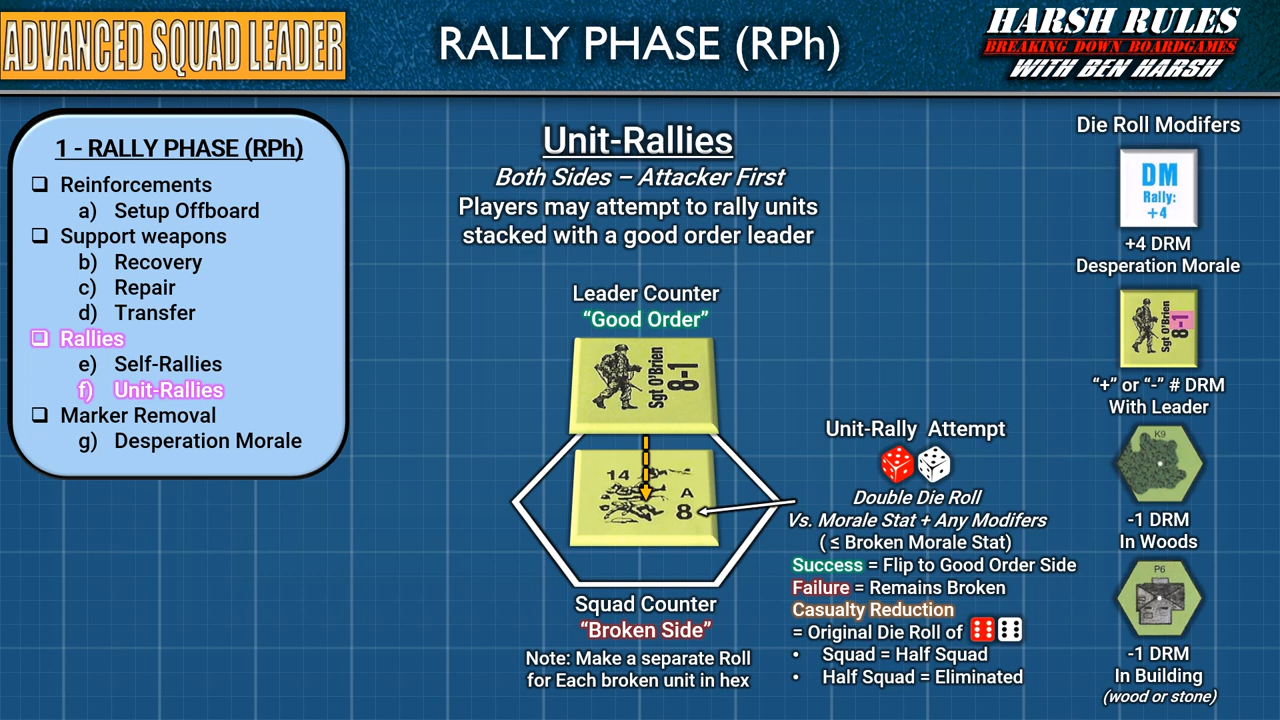 ADVANCED SQUAD LEADER
RALLY PHASE (RPh)
HARSH RULES
BREAKING DOWN BOARDGAMES
WITH BEN HARSH
1 - RALLY PHASE (RPh)
Reinforcements
a) Setup Offboard
Support weapons
b) Recovery
c) Repair
d) Transfer
Rallies
e) Self-Rallies
f) Unit-Rallies
Marker Removal
g) Desperation Morale
Unit-Rallies
Both Sides – Attacker First
Players may attempt to rally units
stacked with a good order leader
Leader Counter
“Good Order”
Sgt O'Brien
8-1
14
A
8
Squad Counter
“Broken Side”
Note: Make a separate Roll
for Each broken unit in hex
Unit-Rally Attempt
Double Die Roll
Vs. Morale Stat + Any Modifers
( ≤ Broken Morale Stat)
Success = Flip to Good Order Side
Failure = Remains Broken
Casualty Reduction
= Original Die Roll of
• Squad = Half Squad
• Half Squad = Eliminated
Die Roll Modifers
DM
Rally:
+4
+4 DRM
Desperation Morale
Sgt O'Brien
8-1
“+” or “-” # DRM
With Leader
K9
-1 DRM
In Woods
P6
-1 DRM
In Building
(wood or stone)